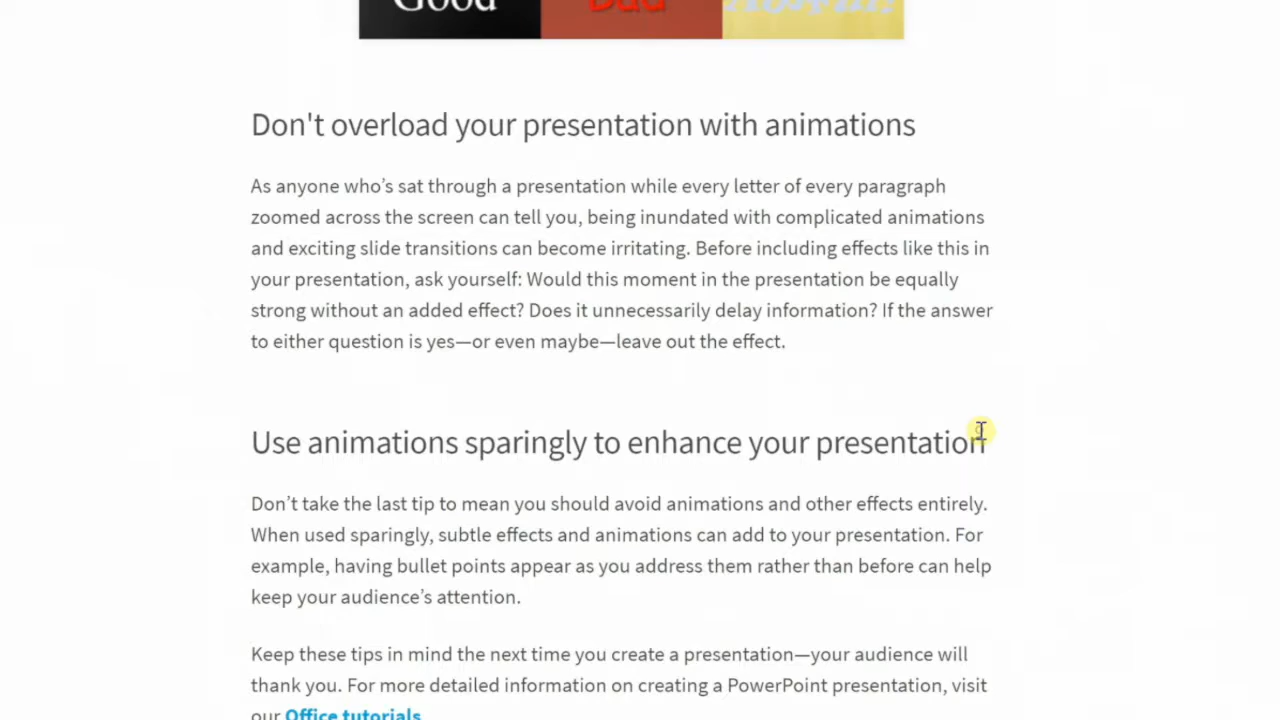 Good Bad
Don't overload your presentation with animations
As anyone who’s sat through a presentation while every letter of every paragraph
zoomed across the screen can tell you, being inundated with complicated animations
and exciting slide transitions can become irritating. Before including effects like this in
your presentation, ask yourself: Would this moment in the presentation be equally
strong without an added effect? Does it unnecessarily delay information? If the answer
to either question is yes—or even maybe—leave out the effect.
Use animations sparingly to enhance your presentation
Don’t take the last tip to mean you should avoid animations and other effects entirely.
When used sparingly, subtle effects and animations can add to your presentation. For
example, having bullet points appear as you address them rather than before can help
keep your audience’s attention.
Keep these tips in mind the next time you create a presentation—your audience will
thank you. For more detailed information on creating a PowerPoint presentation, visit
our Office tutorials.